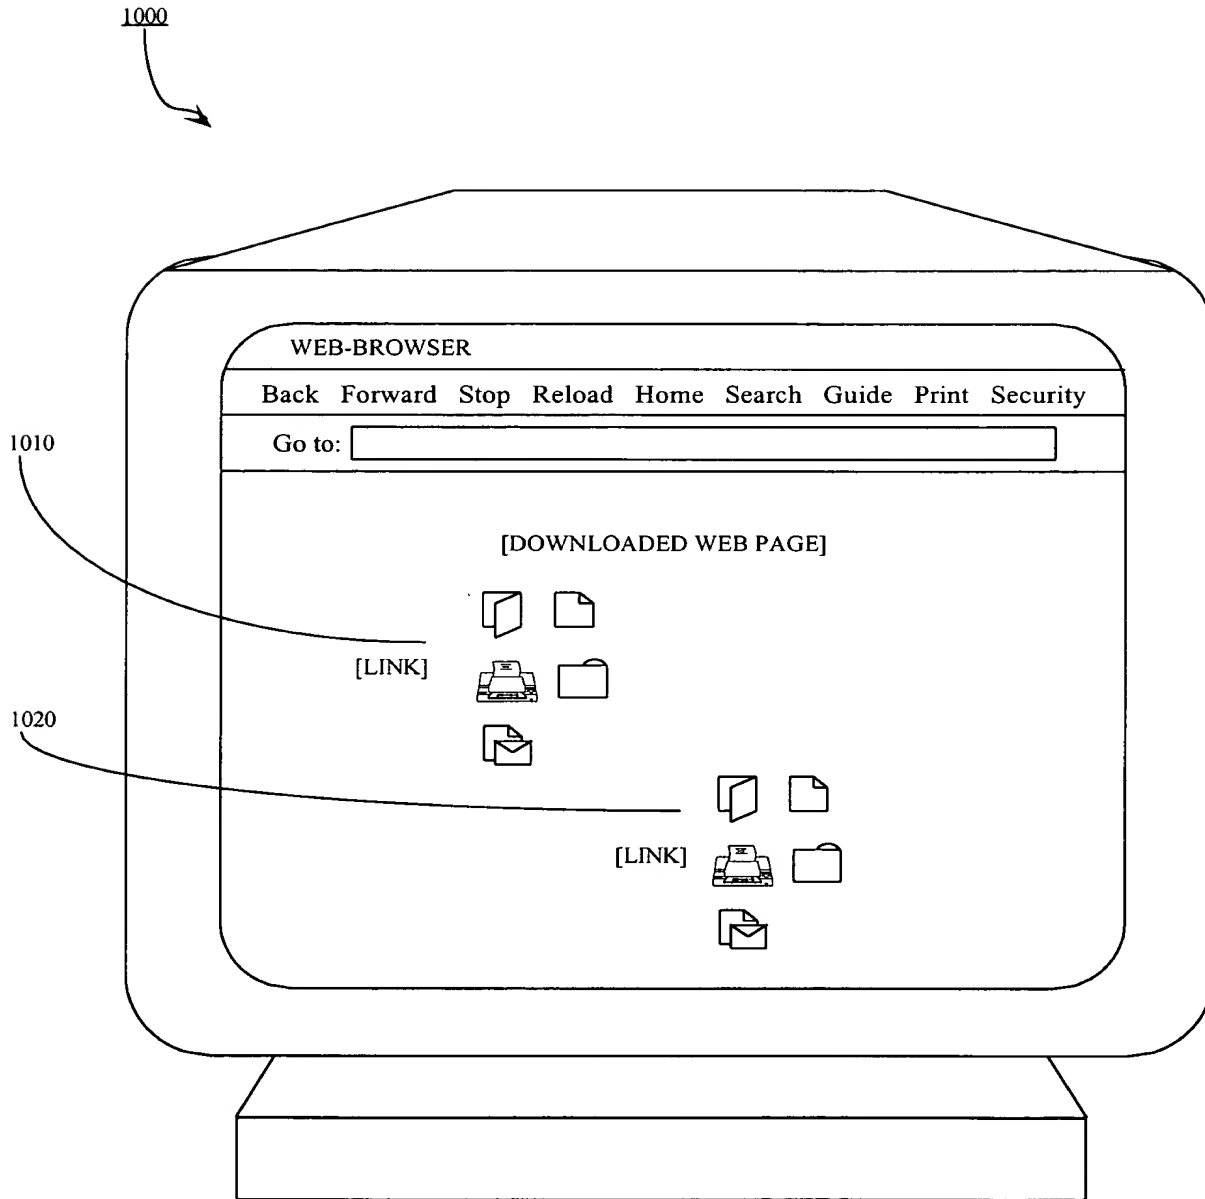 1000
WEB-BROWSER
Back Forward Stop Reload Home Search Guide Print Security
Go to:
1010
[DOWNLOADED WEB PAGE]
[LINK]
1020
[LINK]